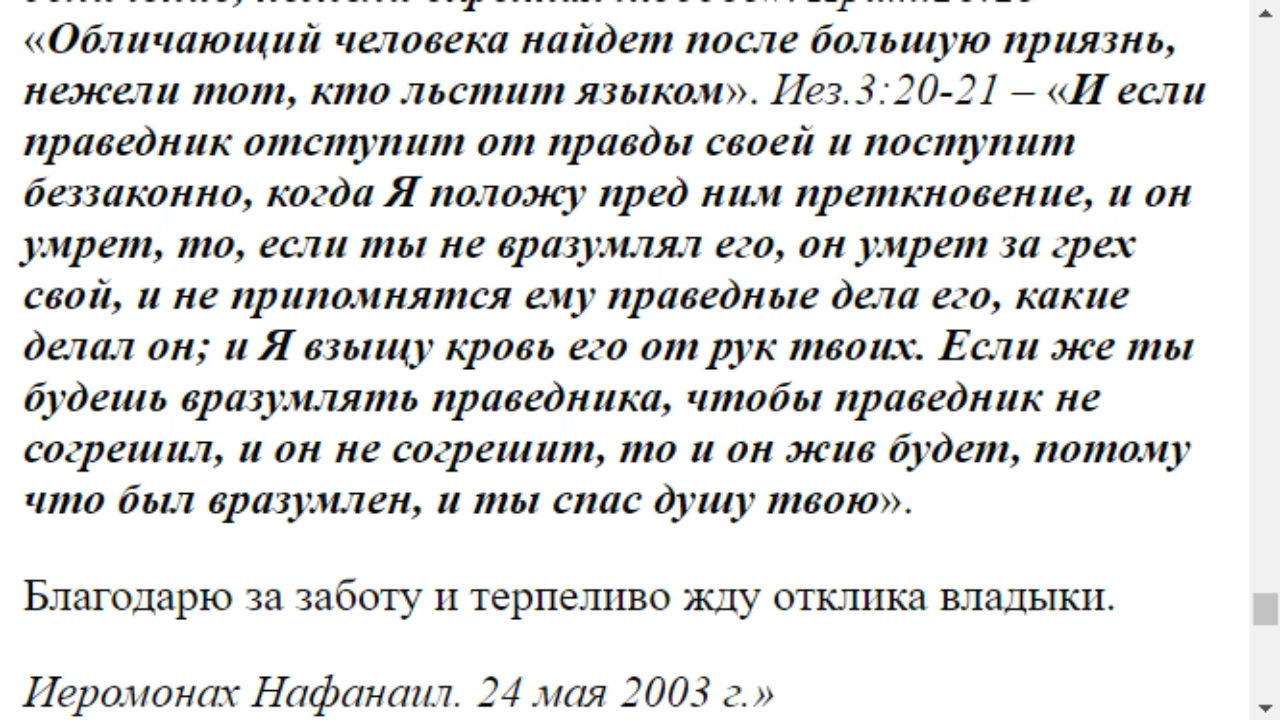 «Обличающий человека найдет после большую приязнь,
нежели тот, кто льстит языком». Иез.3:20-21 – «И если
праведник отступит от правды своей и поступит
беззаконно, когда Я положу пред ним преткновение, и он
умрет, то, если ты не вразумлял его, он умрет за грех
свой, и не припомнятся ему праведные дела его, какие
делал он; и Я взыщу кровь его от рук твоих. Если же ты
будешь вразумлять праведника, чтобы праведник не
согрешил, и он не согрешит, то и он жив будет, потому
что был вразумлен, и ты спас душу твою».
Благодарю за заботу и терпеливо жду отклика владыки.
Иеромонах Нафанаил. 24 мая 2003 г.»